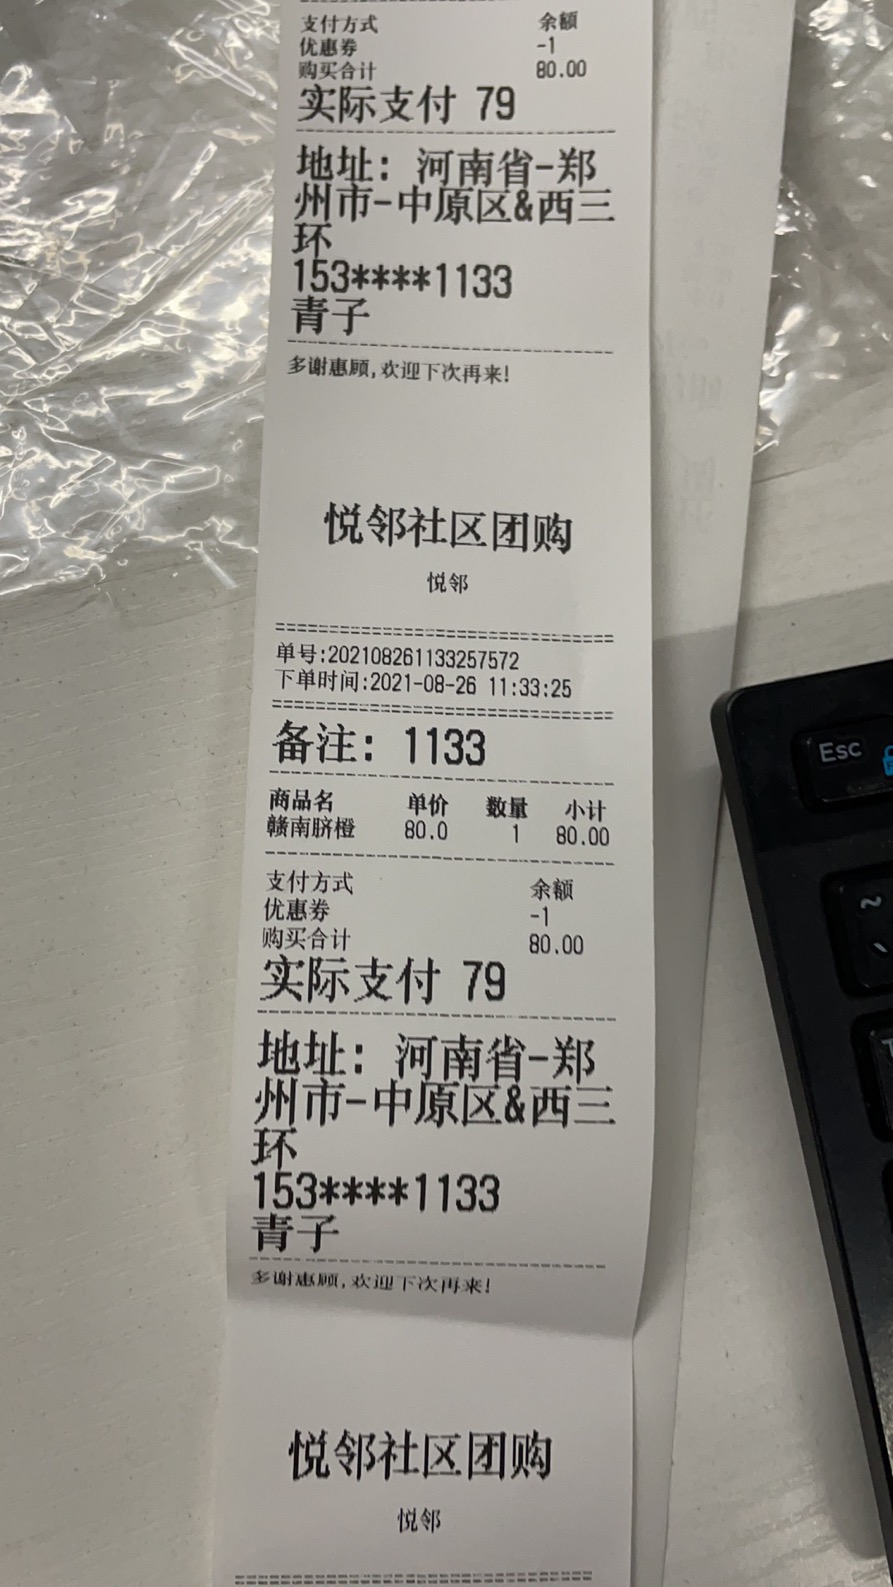 支付方式 余额
优惠券 -1
购买合计 80.00
实际支付 79
地址: 河南省-郑
州市-中原区&西三
环
153****1133
青子
多谢惠顾,欢迎下次再来!
悦邻社区团购
悦邻
单号:202108261133257572
下单时间:2021-08-26 11:33:25
备注: 1133
商品名 单价 数量 小计
赣南脐橙 80.0 1 80.00
支付方式 余额
优惠券 -1
购买合计 80.00
实际支付 79
地址: 河南省-郑
州市-中原区&西三
环
153****1133
青子
多谢惠顾,欢迎下次再来!
悦邻社区团购
悦邻
Esc
~
、